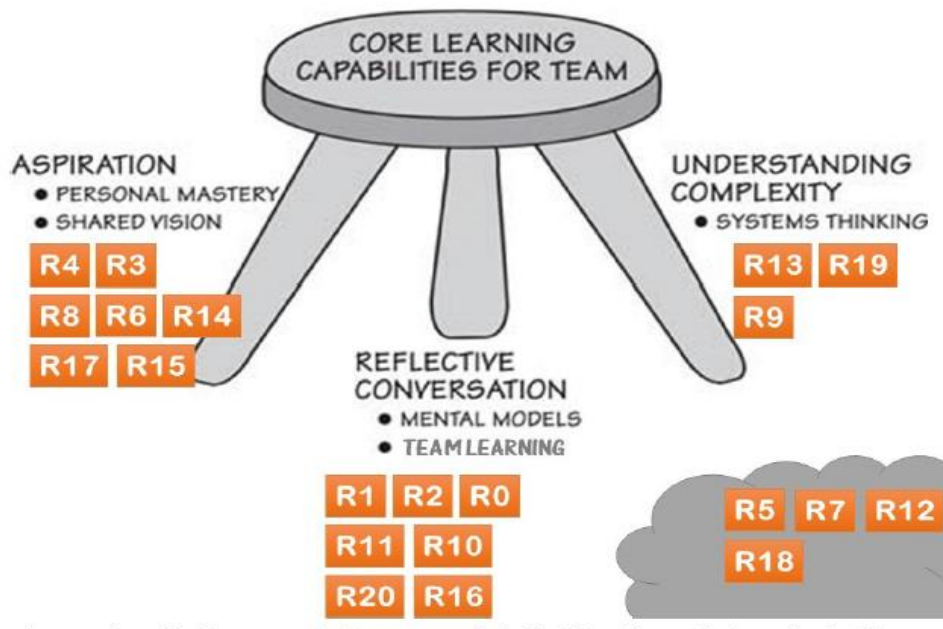 CORE LEARNING
CAPABILITIES FOR TEAM
ASPIRATION
● PERSONAL MASTERY
● SHARED VISION
R4 R3
R8 R6 R14
R17 R15
UNDERSTANDING
COMPLEXITY
● SYSTEMS THINKING
R13 R19
R9
REFLECTIVE
CONVERSATION
● MENTAL MODELS
● TEAM LEARNING
R1 R2 R0
R11 R10
R20 R16
R5 R7 R12
R18